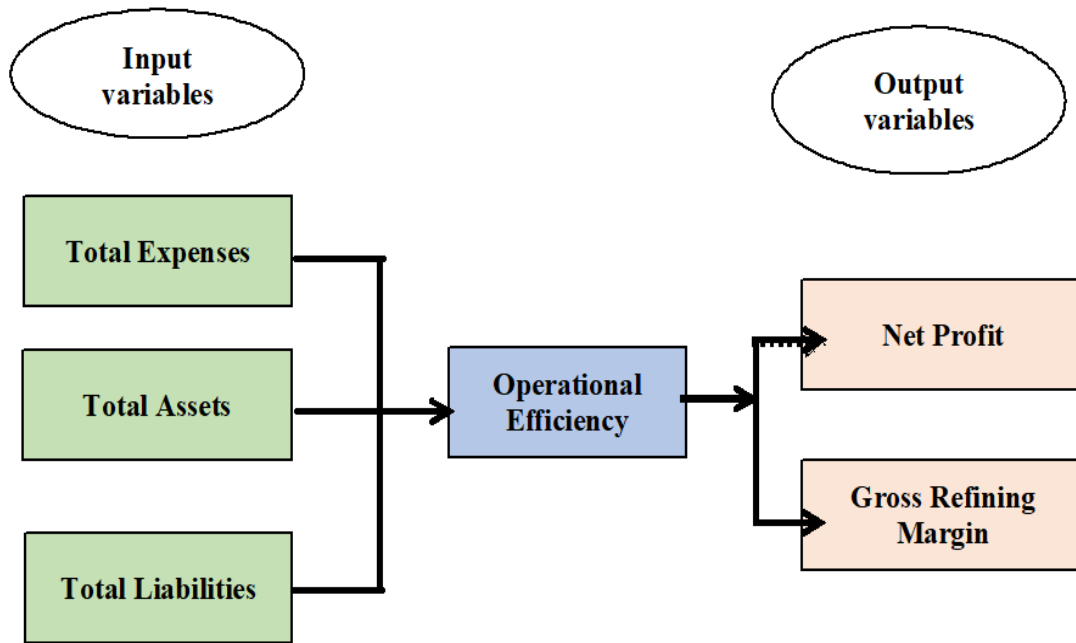 Input
variables
Output
variables
Total Expenses
Total Assets
Total Liabilities
Operational
Efficiency
Net Profit
Gross Refining
Margin